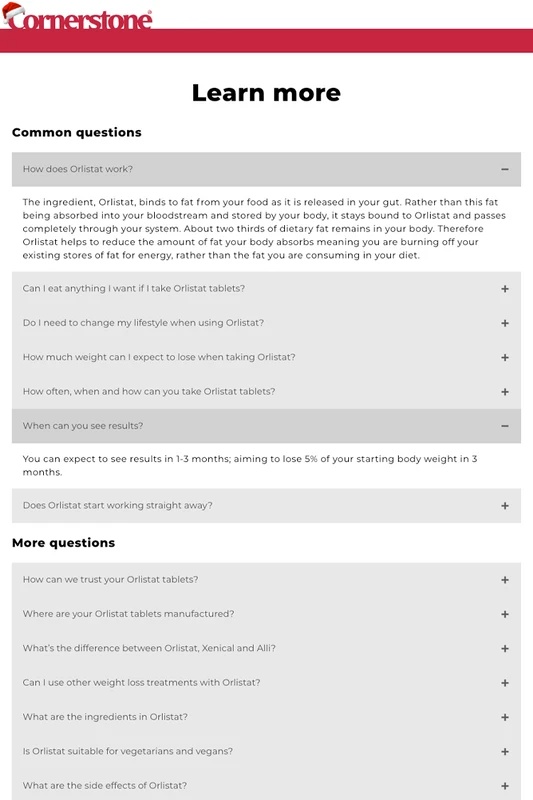 Cornerstone®
Learn more
Common questions
How does Orlistat work?
The ingredient, Orlistat, binds to fat from your food as it is released in your gut. Rather than this fat
being absorbed into your bloodstream and stored by your body, it stays bound to Orlistat and passes
completely through your system. About two thirds of dietary fat remains in your body. Therefore
Orlistat helps to reduce the amount of fat your body absorbs meaning you are burning off your
existing stores of fat for energy, rather than the fat you are consuming in your diet.
Can I eat anything I want if I take Orlistat tablets?
Do I need to change my lifestyle when using Orlistat?
How much weight can I expect to lose when taking Orlistat?
How often, when and how can you take Orlistat tablets?
When can you see results?
You can expect to see results in 1-3 months; aiming to lose 5% of your starting body weight in 3
months.
Does Orlistat start working straight away?
More questions
How can we trust your Orlistat tablets?
Where are your Orlistat tablets manufactured?
What's the difference between Orlistat, Xenical and Alli?
Can I use other weight loss treatments with Orlistat?
What are the ingredients in Orlistat?
Is Orlistat suitable for vegetarians and vegans?
What are the side effects of Orlistat?